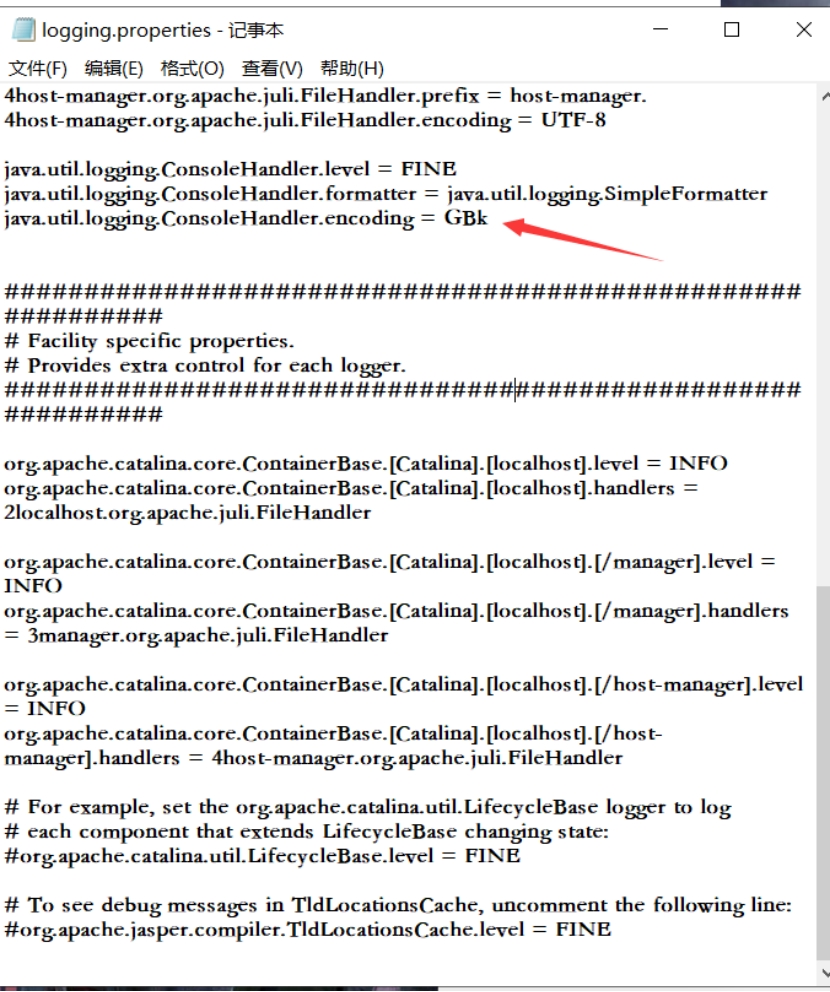 logging.properties - 记事本
文件(F) 编辑(E) 格式(O) 查看(V) 帮助(H)
4host-manager.org.apache.juli.FileHandler.prefix = host-manager.
4host-manager.org.apache.juli.FileHandler.encoding = UTF-8
java.util.logging.ConsoleHandler.level = FINE
java.util.logging.ConsoleHandler.formatter = java.util.logging.SimpleFormatter
java.util.logging.ConsoleHandler.encoding = GBk
##################################################
##########
# Facility specific properties.
# Provides extra control for each logger.
##################################################
##########
org.apache.catalina.core.ContainerBase.[Catalina].[localhost].level = INFO
org.apache.catalina.core.ContainerBase.[Catalina].[localhost].handlers =
2localhost.org.apache.juli.FileHandler
org.apache.catalina.core.ContainerBase.[Catalina].[localhost].[/manager].level =
INFO
org.apache.catalina.core.ContainerBase.[Catalina].[localhost].[/manager].handlers
= 3manager.org.apache.juli.FileHandler
org.apache.catalina.core.ContainerBase.[Catalina].[localhost].[/host-manager].level
= INFO
org.apache.catalina.core.ContainerBase.[Catalina].[localhost].[/host-
manager].handlers = 4host-manager.org.apache.juli.FileHandler
# For example, set the org.apache.catalina.util.LifecycleBase logger to log
# each component that extends LifecycleBase changing state:
#org.apache.catalina.util.LifecycleBase.level = FINE
# To see debug messages in TldLocationsCache, uncomment the following line:
#org.apache.jasper.compiler.TldLocationsCache.level = FINE